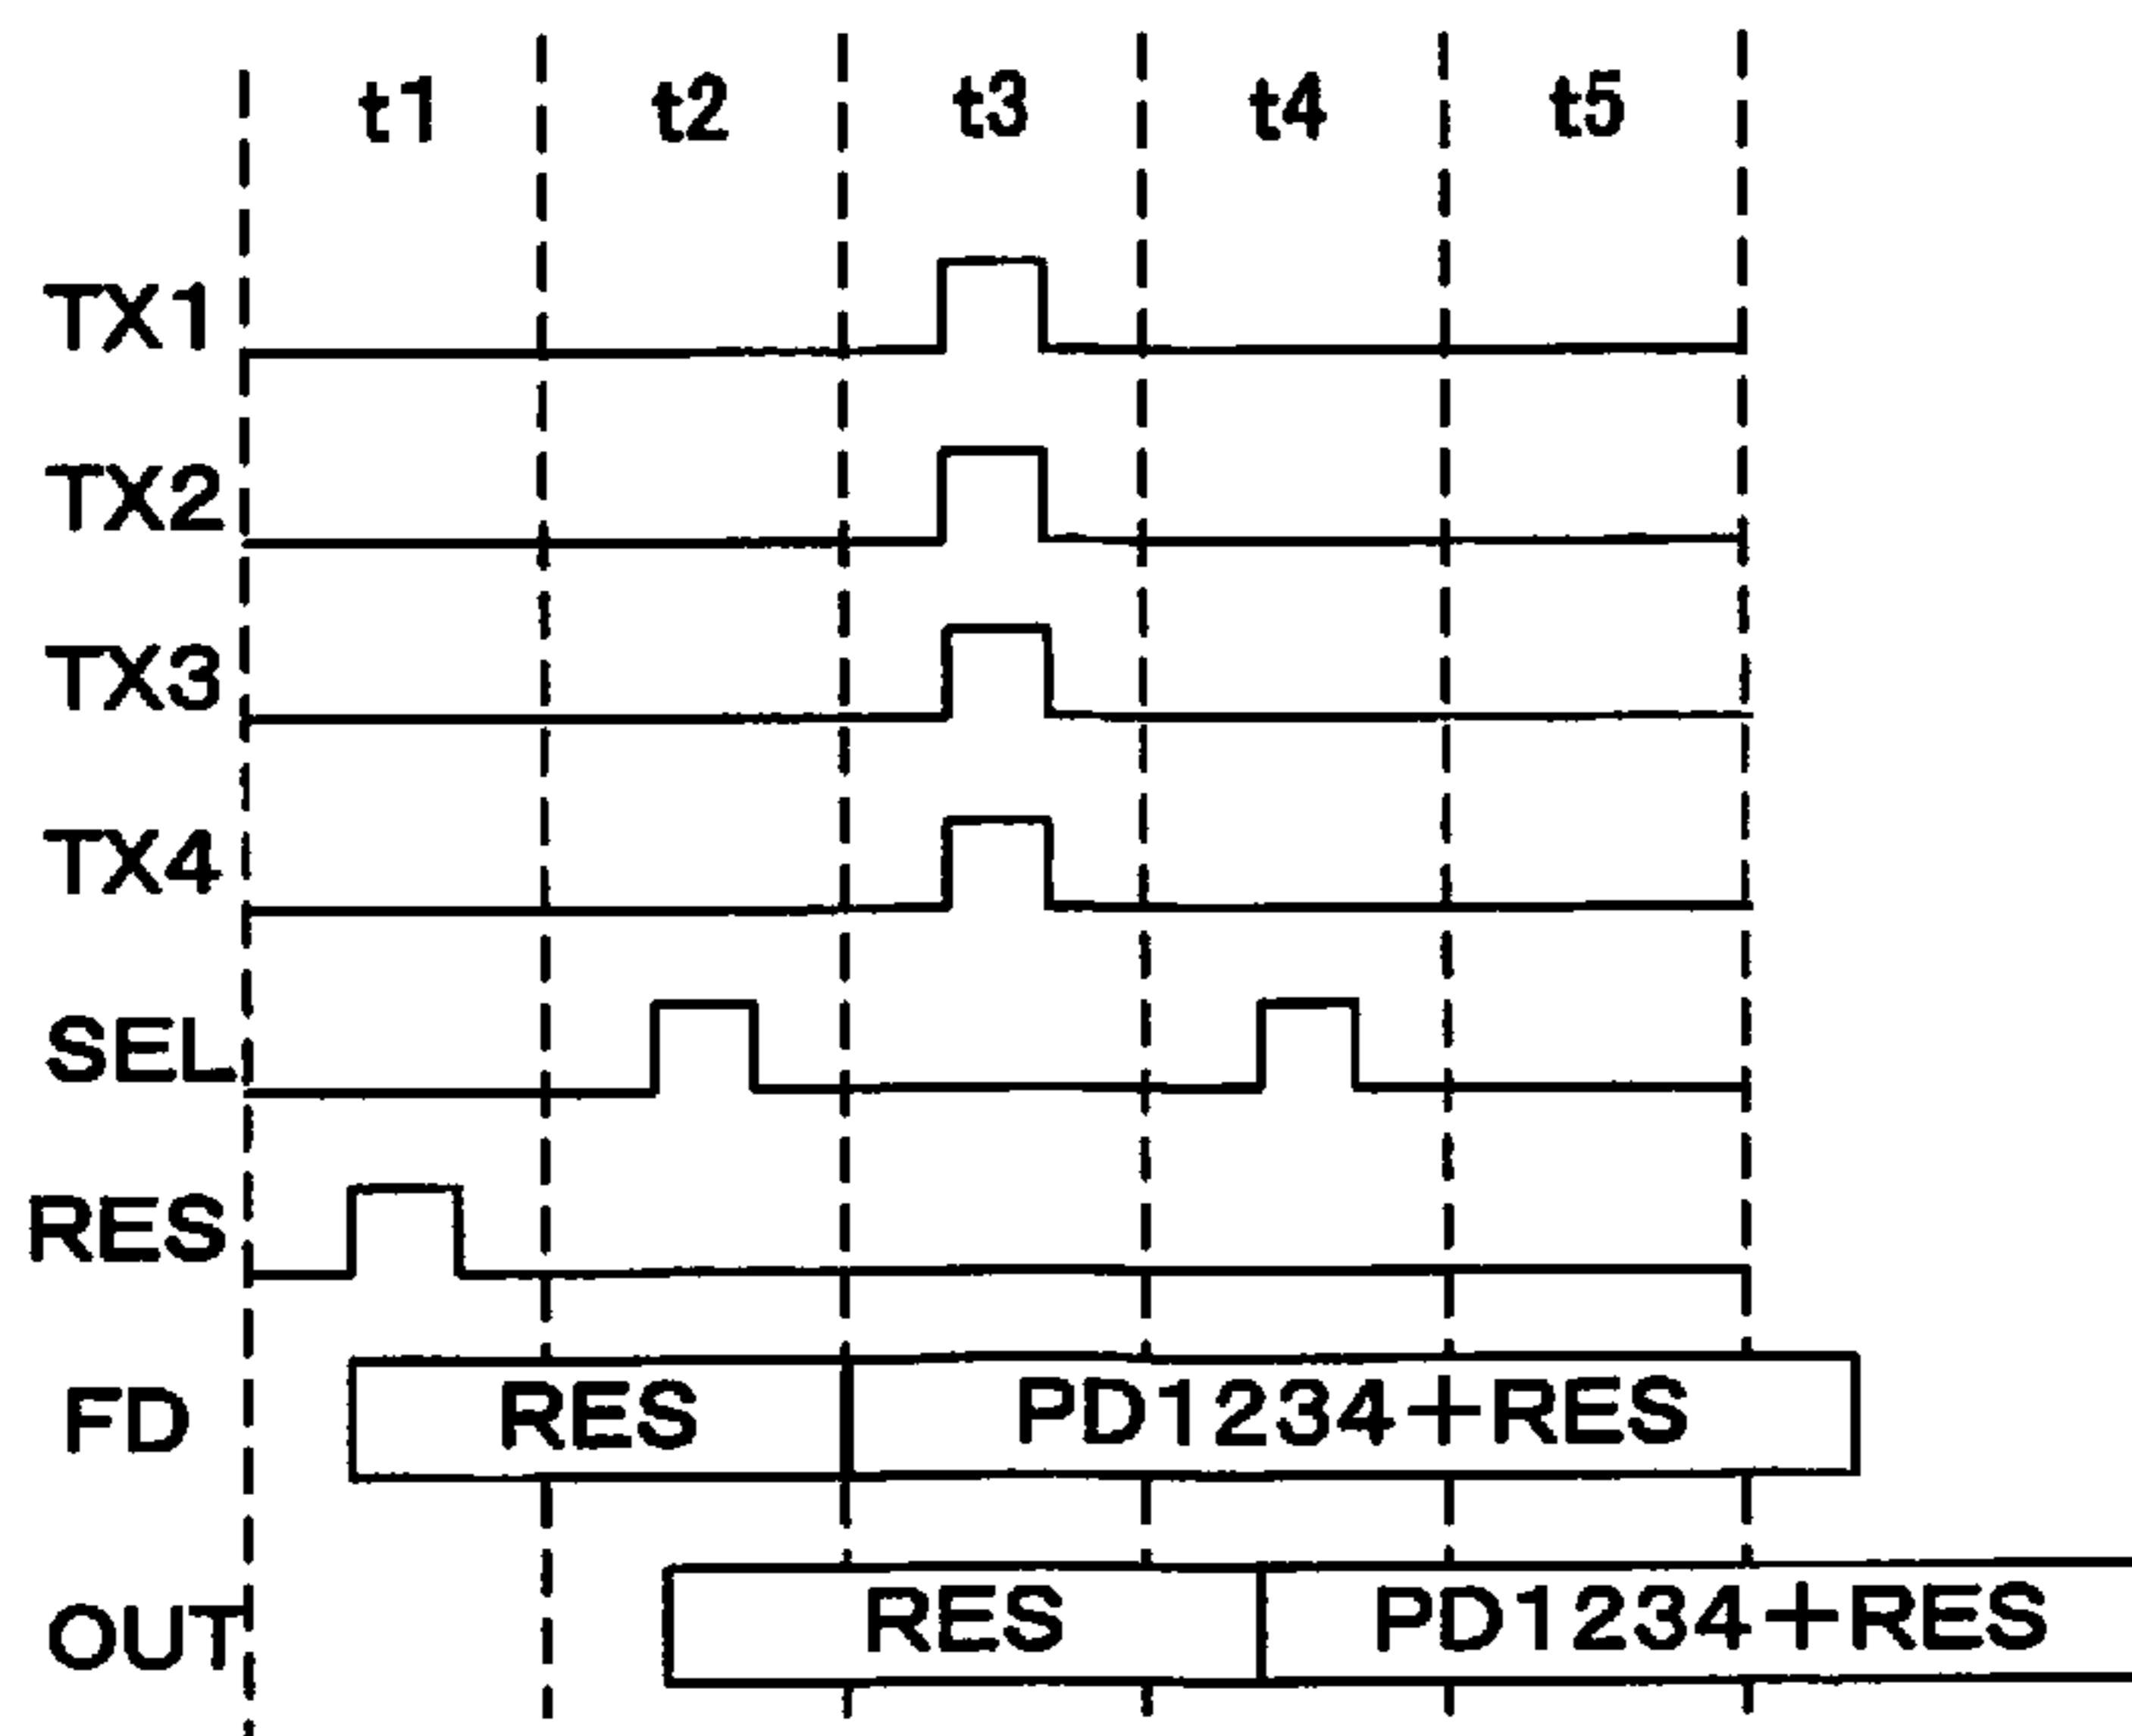 t1 t2 t3 t4 t5
TX1
TX2
TX3
TX4
SEL
RES
FD RES PD1234+RES
OUT RES PD1234+RES